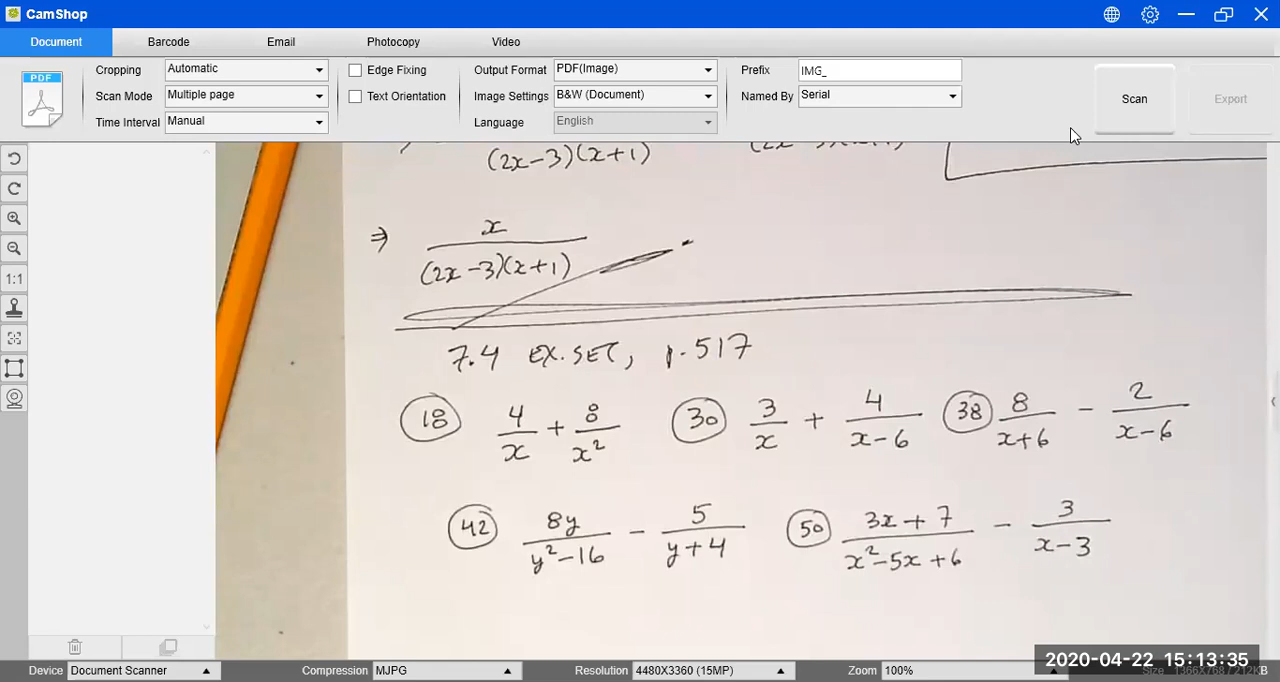 CamShop
Document Barcode Email Photocopy Video
PDF Cropping Automatic Edge Fixing Output Format PDF(Image) Prefix IMG_ Scan Export
Scan Mode Multiple page Text Orientation Image Settings B&W (Document) Named By Serial
Time Interval Manual Language English
1:1
(2x-3)(x+1)
⇒ x/((2x-3)(x+1))
7.4 EX. SET, p. 517
18 4/x + 8/x² 30 3/x + 4/(x-6) 38 8/(x+6) - 2/(x-6)
42 8y/(y²-16) - 5/(y+4) 50 (3x+7)/(x²-5x+6) - 3/(x-3)
2020-04-22 15:13:35
Device Document Scanner Compression MJPG Resolution 4480X3360 (15MP) Zoom 100%